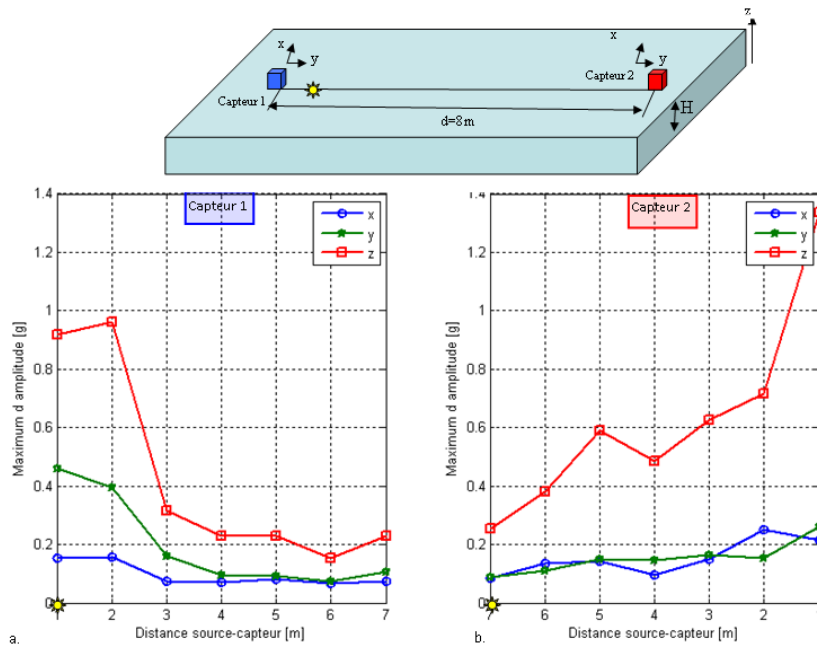 z
x
y
x
y
Capteur 1
Capteur 2
d=8m
H
1.4
1.2
1
0.8
0.6
0.4
0.2
0
Maximum d amplitude [g]
Capteur 1
x
y
z
2
3
4
5
6
7
Distance source-capteur [m]
a.
1.4
1.2
1
0.8
0.6
0.4
0.2
Maximum d amplitude [g]
Capteur 2
x
y
z
7
6
5
4
3
2
Distance source-capteur [m]
b.